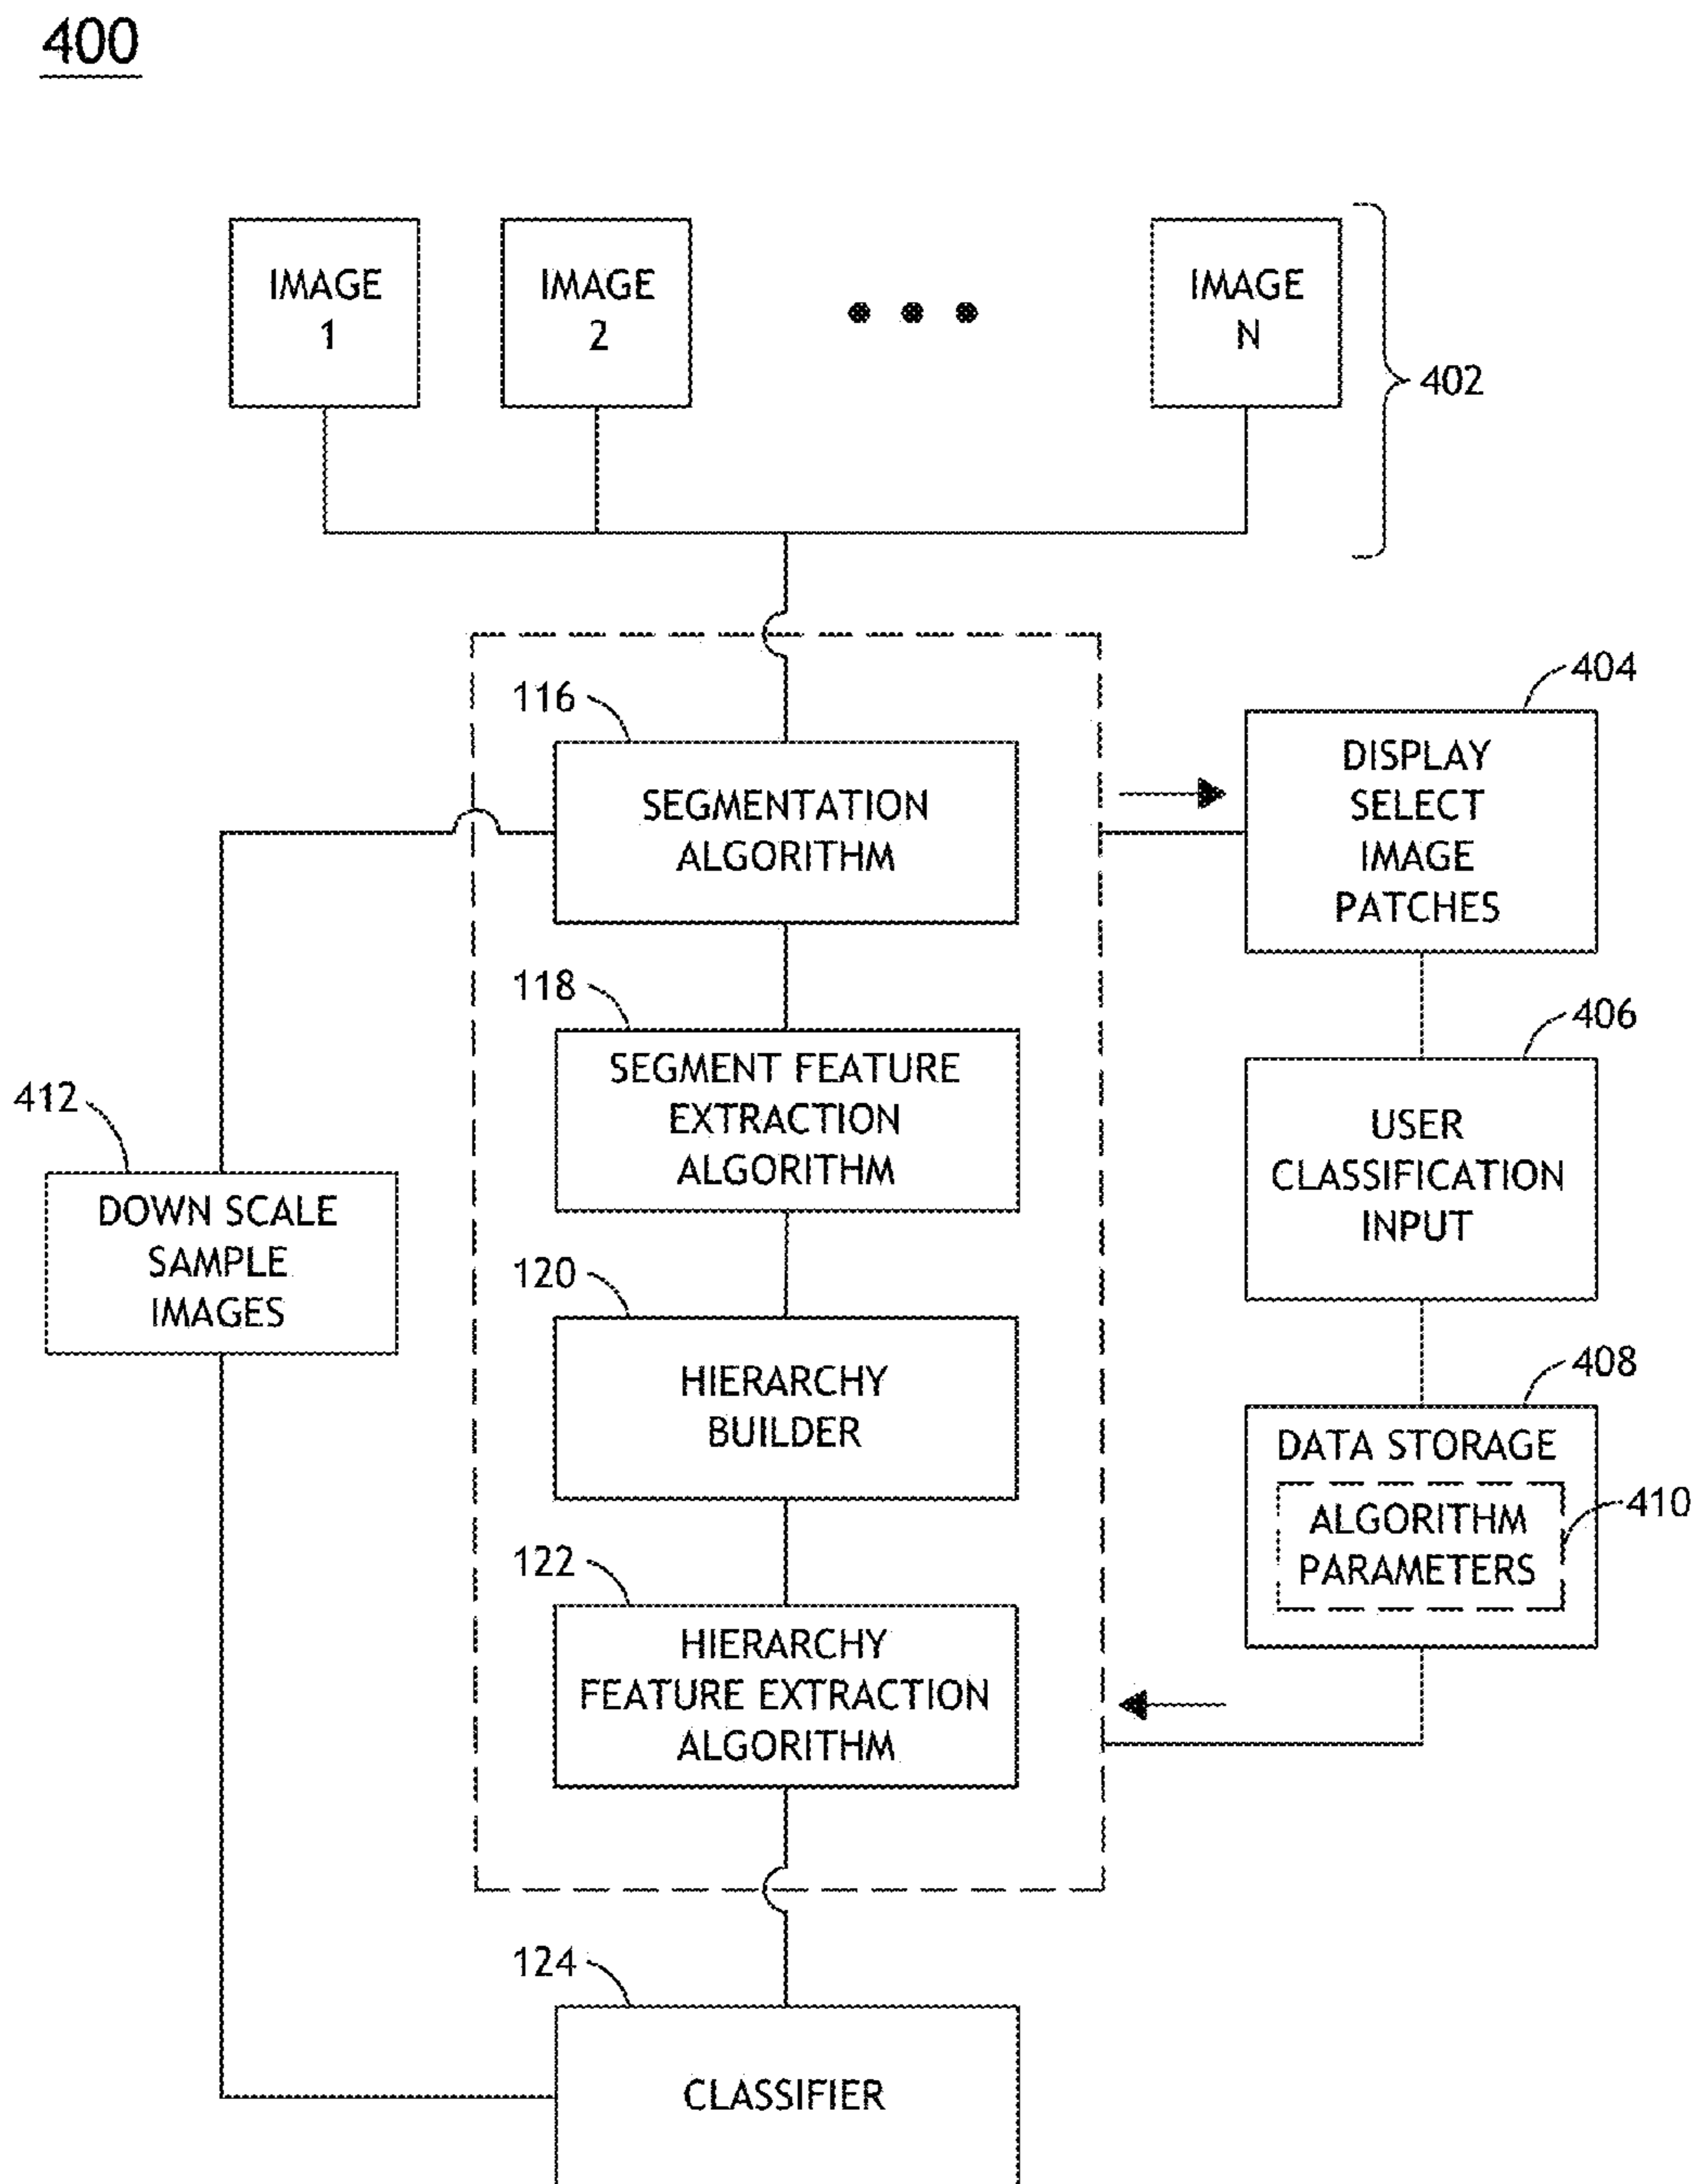 400
IMAGE
1
IMAGE
2
IMAGE
N
402
116
SEGMENTATION
ALGORITHM
404
DISPLAY
SELECT
IMAGE
PATCHES
118
SEGMENT FEATURE
EXTRACTION
ALGORITHM
406
USER
CLASSIFICATION
INPUT
412
DOWN SCALE
SAMPLE
IMAGES
120
HIERARCHY
BUILDER
408
DATA STORAGE
410
ALGORITHM
PARAMETERS
122
HIERARCHY
FEATURE EXTRACTION
ALGORITHM
124
CLASSIFIER